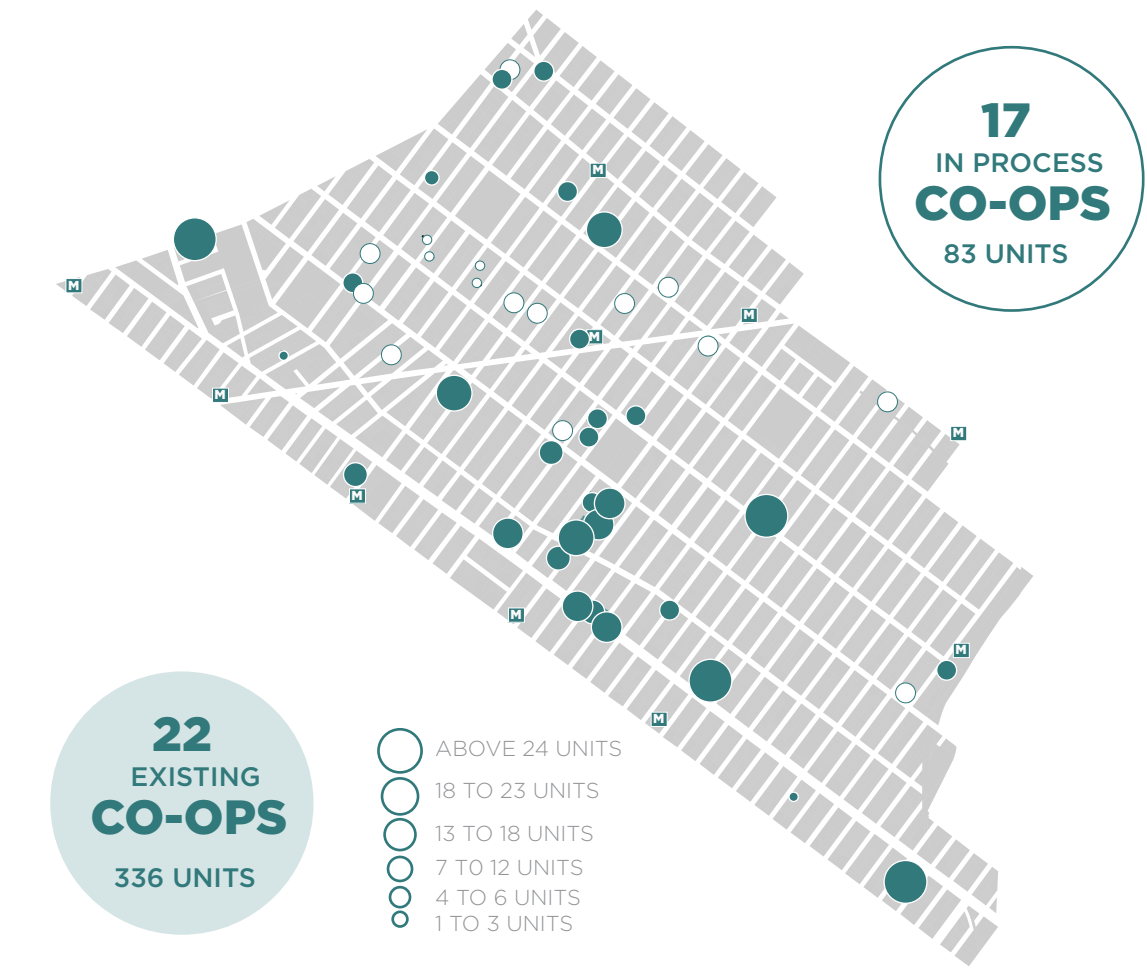 17
IN PROCESS
CO-OPS
83 UNITS
M
M
M
M
M
M
M
M
M
M
M
22
EXISTING
CO-OPS
336 UNITS
ABOVE 24 UNITS
18 TO 23 UNITS
13 TO 18 UNITS
7 TO 12 UNITS
4 TO 6 UNITS
1 TO 3 UNITS